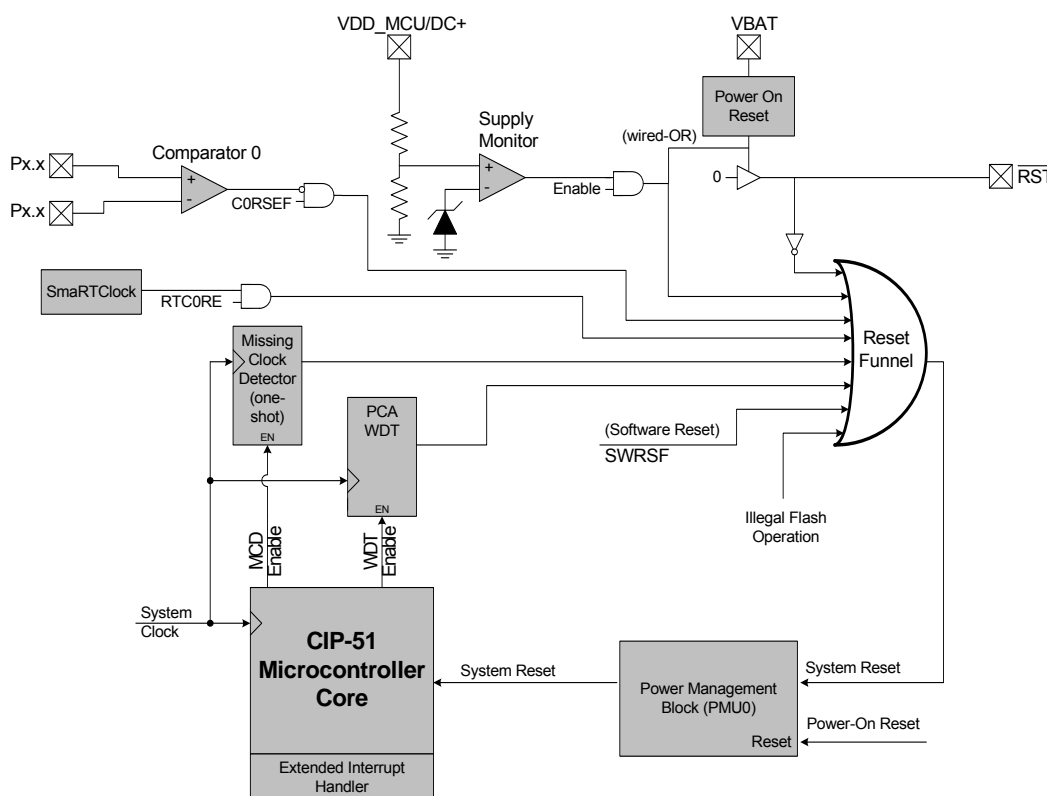 VDD_MCU/DC+
VBAT
Power On
Reset
(wired-OR)
Supply
Monitor
Comparator 0
Px.x
Px.x
+
-
+
-
Enable
C0RSEF
0
RST
SmaRTClock
RTC0RE
Missing
Clock
Detector
(one-
shot)
EN
PCA
WDT
EN
Reset
Funnel
(Software Reset)
SWRSF
Illegal Flash
Operation
MCD
Enable
WDT
Enable
System
Clock
CIP-51
Microcontroller
Core
Extended Interrupt
Handler
System Reset
Power Management
Block (PMU0)
Reset
System Reset
Power-On Reset